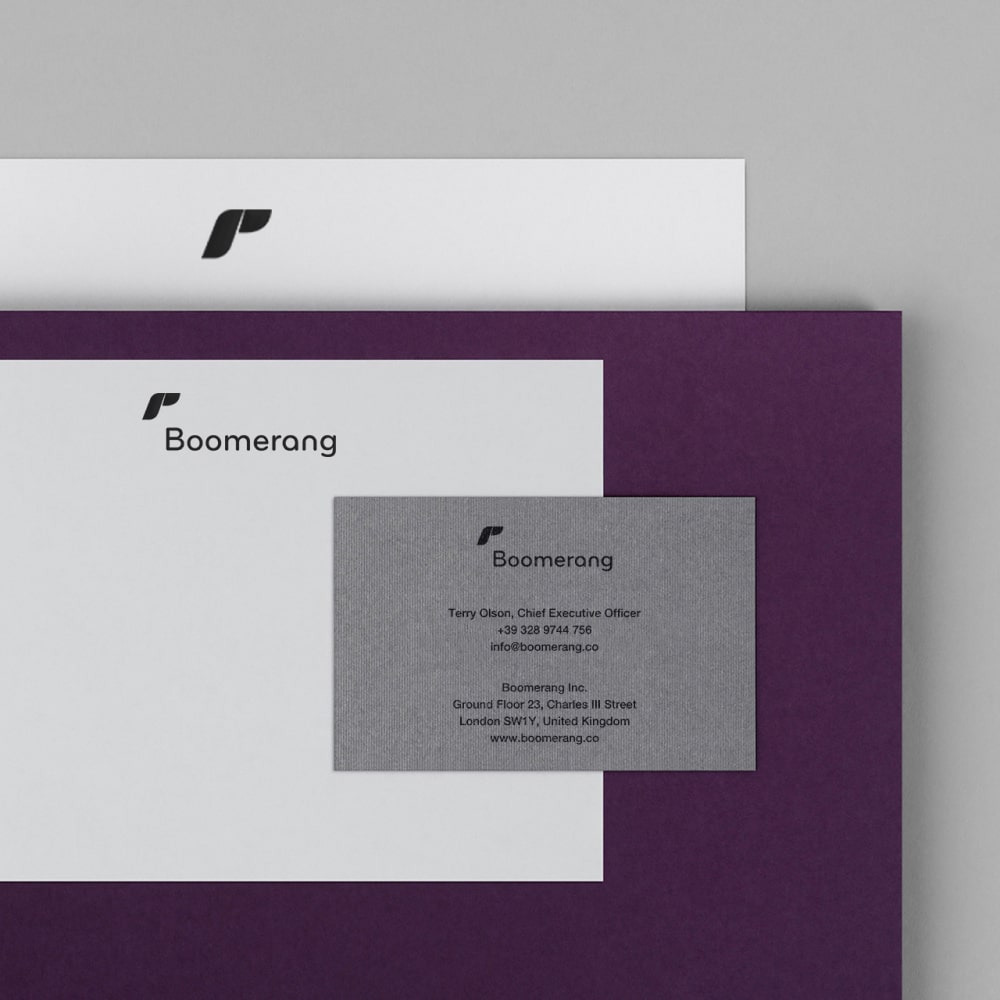 Boomerang
Boomerang
Terry Olson, Chief Executive Officer
+39 328 9744 756
info@boomerang.co
Boomerang Inc.
Ground Floor 23, Charles III Street
London SW1Y, United Kingdom
www.boomerang.co